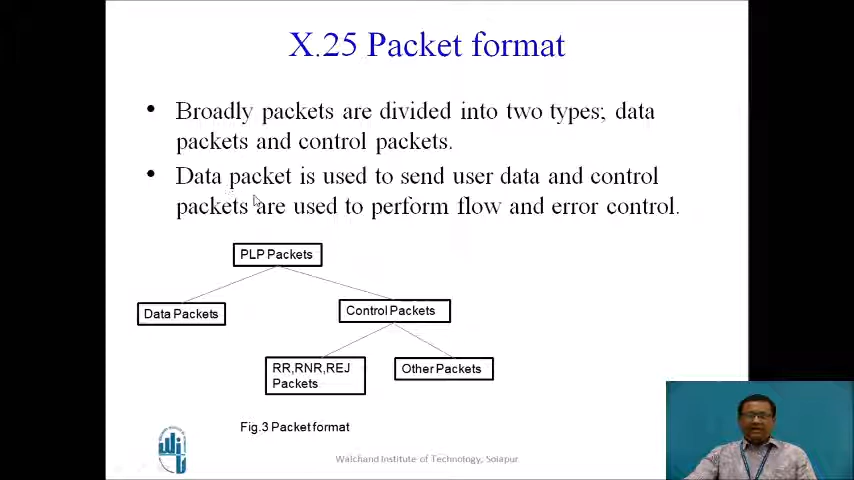 X.25 Packet format
• Broadly packets are divided into two types; data
packets and control packets.
• Data packet is used to send user data and control
packets are used to perform flow and error control.
PLP Packets
Data Packets
Control Packets
RR,RNR,REJ
Packets
Other Packets
Fig.3 Packet format
Walchand Institute of Technology, Solapur